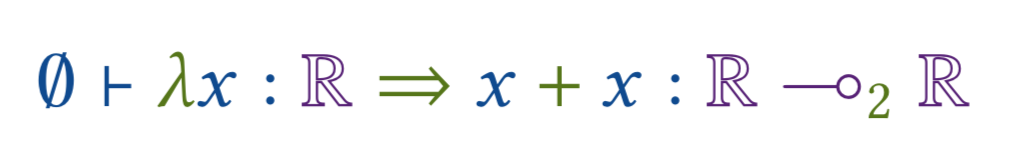 ∅ ⊢ λx : ℝ ⟹ x + x : ℝ ⊸₂ ℝ